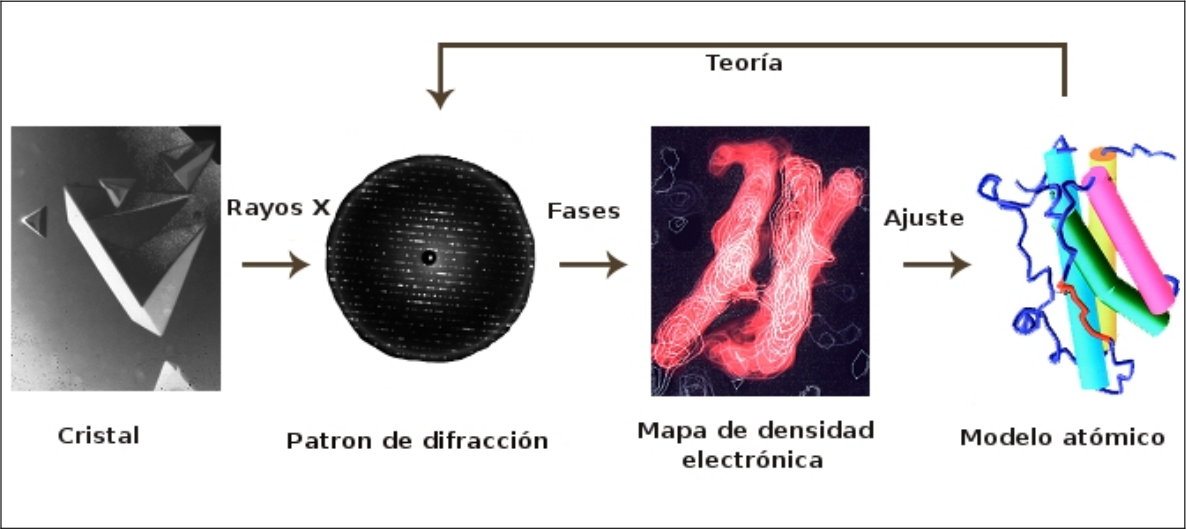 Teoría
Rayos X
Fases
Ajuste
Cristal
Patron de difracción
Mapa de densidad
electrónica
Modelo atómico